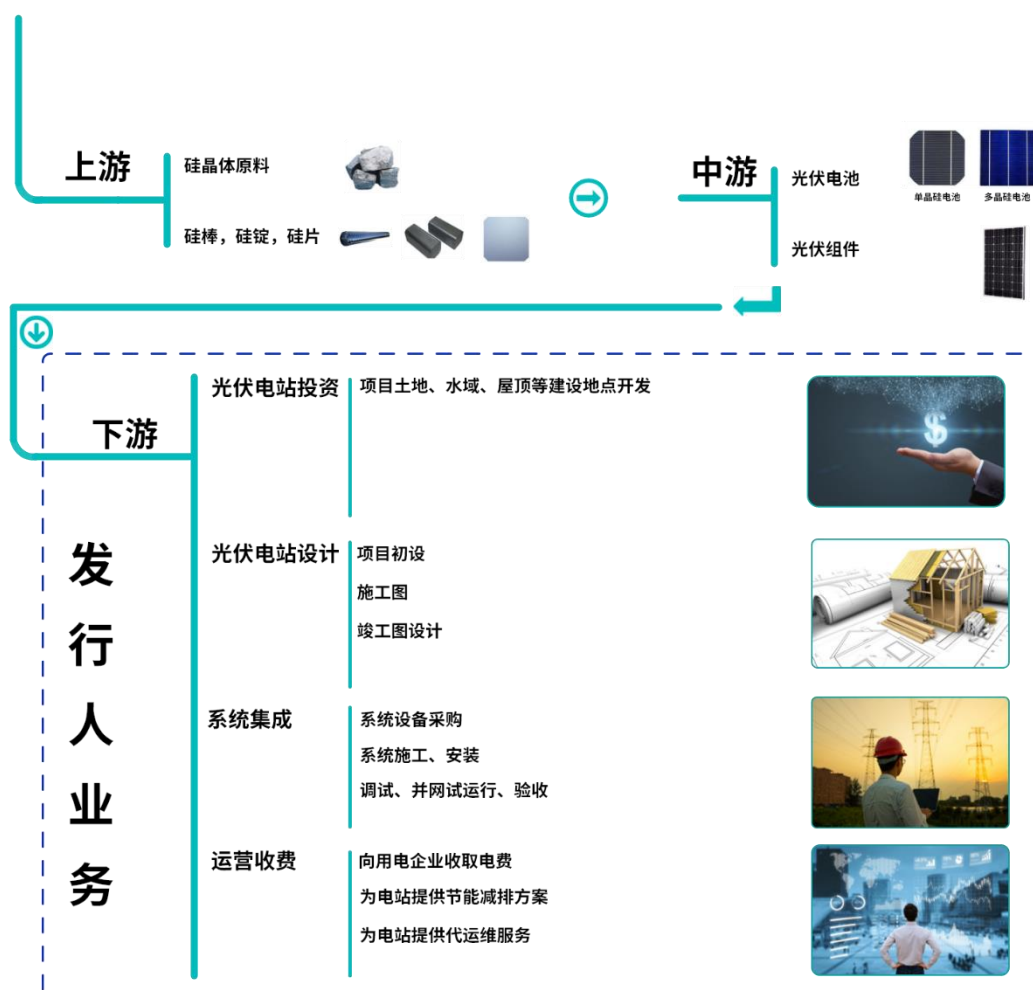 上游
硅晶体原料
硅棒，硅锭，硅片
中游
光伏电池
单晶硅电池
多晶硅电池
光伏组件
下游
发行人业务
光伏电站投资
项目土地、水域、屋顶等建设地点开发
光伏电站设计
项目初设
施工图
竣工图设计
系统集成
系统设备采购
系统施工、安装
调试、并网试运行、验收
运营收费
向用电企业收取电费
为电站提供节能减排方案
为电站提供代运维服务